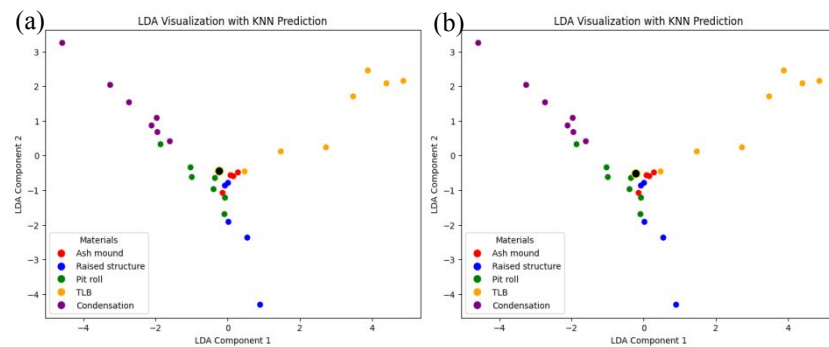 (a)
LDA Visualization with KNN Prediction
LDA Component 2
3
2
1
0
−1
−2
−3
−4
Materials
Ash mound
Raised structure
Pit roll
TLB
Condensation
−4
−2
0
2
4
LDA Component 1
(b)
LDA Visualization with KNN Prediction
LDA Component 2
3
2
1
0
−1
−2
−3
−4
Materials
Ash mound
Raised structure
Pit roll
TLB
Condensation
−4
−2
0
2
4
LDA Component 1